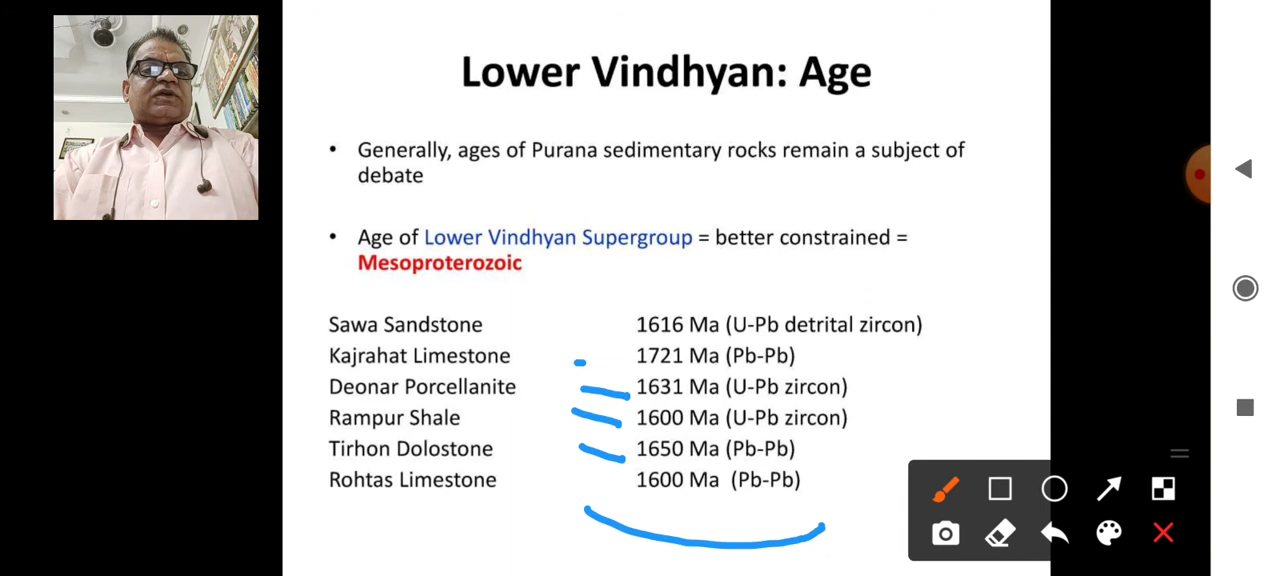 Lower Vindhyan: Age
• Generally, ages of Purana sedimentary rocks remain a subject of
debate
• Age of Lower Vindhyan Supergroup = better constrained =
Mesoproterozoic
Sawa Sandstone 1616 Ma (U-Pb detrital zircon)
Kajrahat Limestone 1721 Ma (Pb-Pb)
Deonar Porcellanite 1631 Ma (U-Pb zircon)
Rampur Shale 1600 Ma (U-Pb zircon)
Tirhon Dolostone 1650 Ma (Pb-Pb)
Rohtas Limestone 1600 Ma (Pb-Pb)